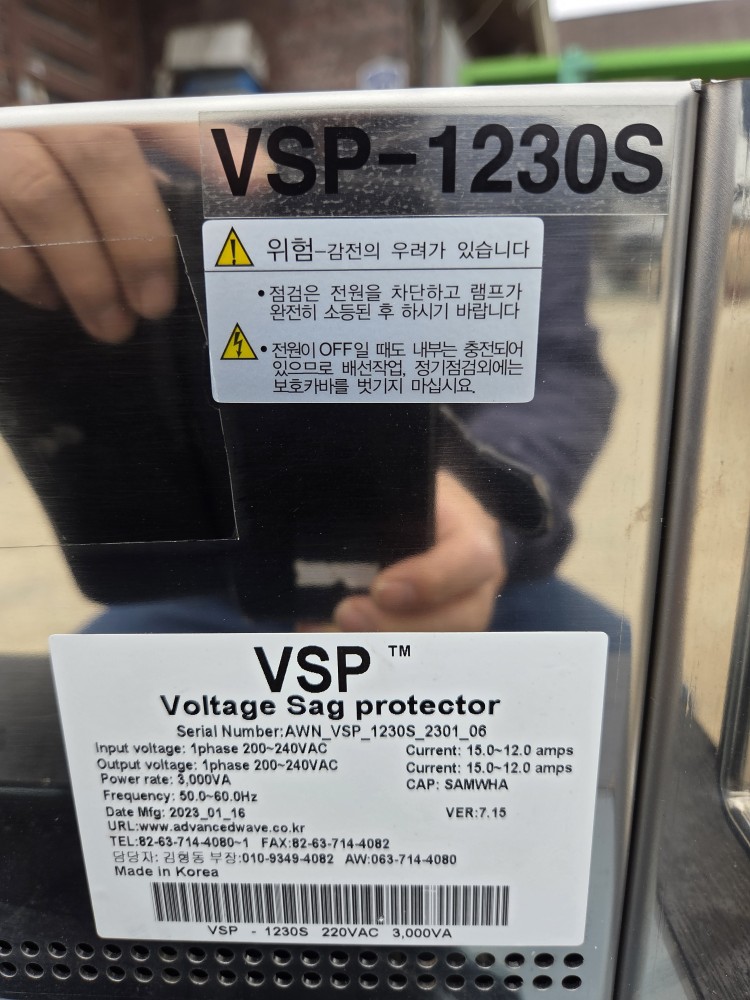 VSP-1230S
위험-감전의 우려가 있습니다
•점검은 전원을 차단하고 램프가
완전히 소등된 후 하시기 바랍니다
•전원이 OFF일 때도 내부는 충전되어
있으므로 배선작업, 정기점검외에는
보호카바를 벗기지 마십시요.
VSP ™
Voltage Sag protector
Serial Number:AWN_VSP_1230S_2301_06
Input voltage: 1phase 200~240VAC Current: 15.0~12.0 amps
Output voltage: 1phase 200~240VAC Current: 15.0~12.0 amps
Power rate: 3,000VA CAP: SAMWHA
Frequency: 50.0~60.0Hz
Date Mfg: 2023_01_16 VER:7.15
URL:www.advancedwave.co.kr
TEL:82-63-714-4080~1 FAX:82-63-714-4082
담당자: 김형동 부장:010-9349-4082 AW:063-714-4080
Made in Korea
VSP - 1230S 220VAC 3,000VA